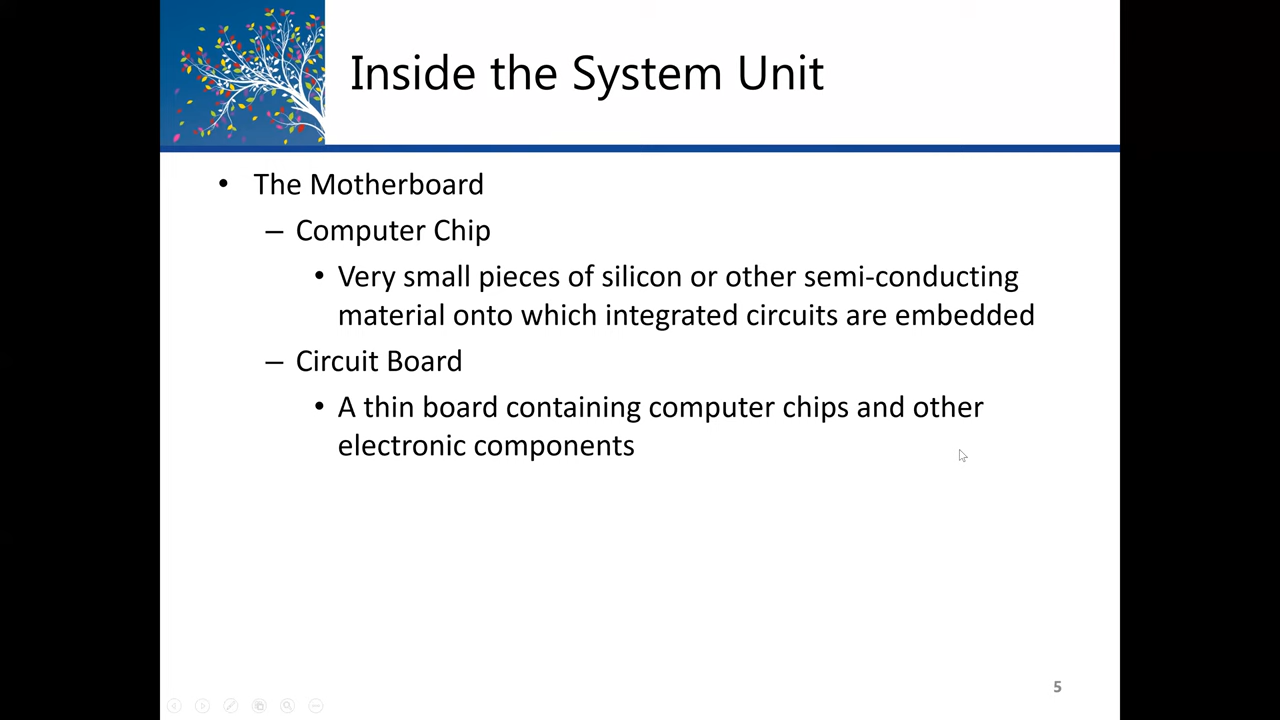 Inside the System Unit
• The Motherboard
– Computer Chip
• Very small pieces of silicon or other semi-conducting
material onto which integrated circuits are embedded
– Circuit Board
• A thin board containing computer chips and other
electronic components
5